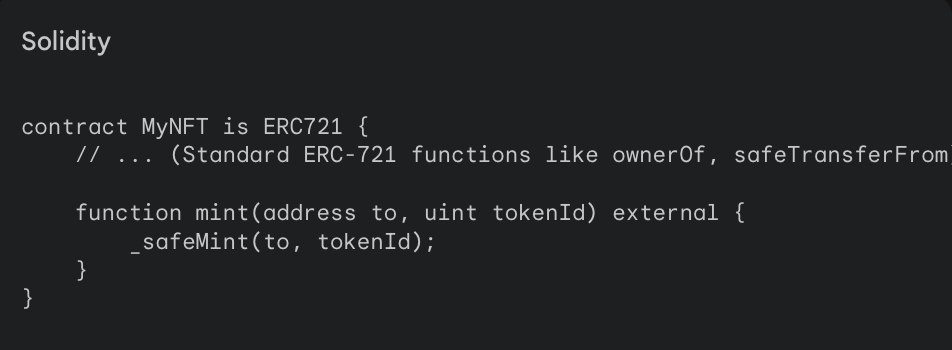 Solidity
contract MyNFT is ERC721 {
// ... (Standard ERC-721 functions like ownerOf, safeTransferFrom)
function mint(address to, uint tokenId) external {
_safeMint(to, tokenId);
}
}